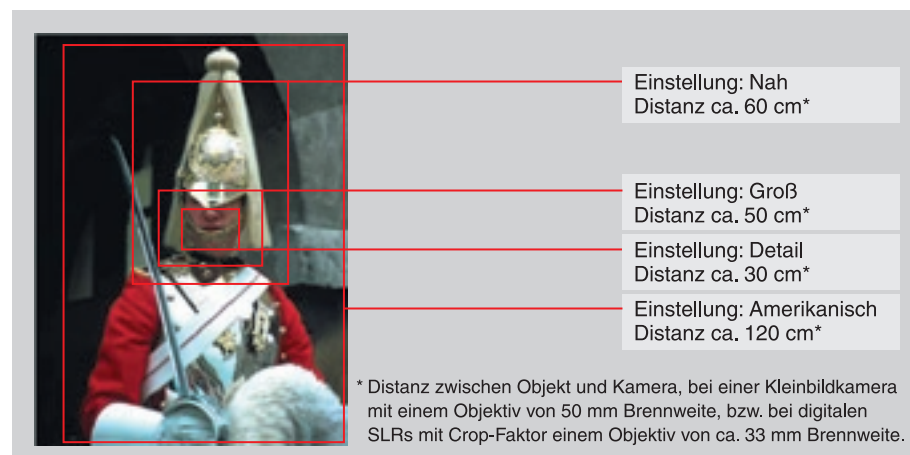 Einstellung: Nah
Distanz ca. 60 cm*
Einstellung: Groß
Distanz ca. 50 cm*
Einstellung: Detail
Distanz ca. 30 cm*
Einstellung: Amerikanisch
Distanz ca. 120 cm*
* Distanz zwischen Objekt und Kamera, bei einer Kleinbildkamera
mit einem Objektiv von 50 mm Brennweite, bzw. bei digitalen
SLRs mit Crop-Faktor einem Objektiv von ca. 33 mm Brennweite.